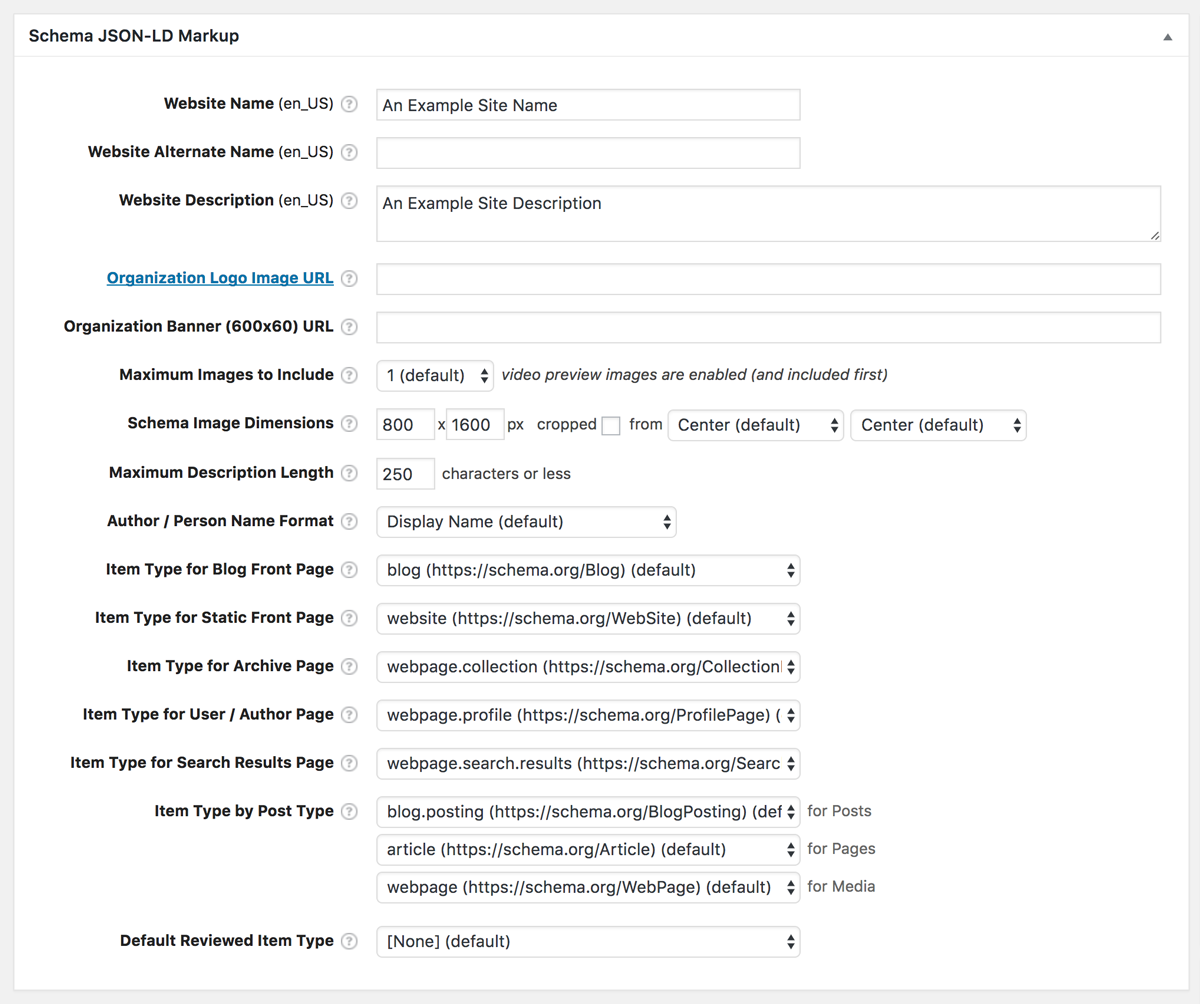 Schema JSON-LD Markup
Website Name (en_US) ? An Example Site Name
Website Alternate Name (en_US) ?
Website Description (en_US) ? An Example Site Description
Organization Logo Image URL ?
Organization Banner (600x60) URL ?
Maximum Images to Include ? 1 (default) video preview images are enabled (and included first)
Schema Image Dimensions ? 800 x 1600 px cropped from Center (default) Center (default)
Maximum Description Length ? 250 characters or less
Author / Person Name Format ? Display Name (default)
Item Type for Blog Front Page ? blog (https://schema.org/Blog) (default)
Item Type for Static Front Page ? website (https://schema.org/WebSite) (default)
Item Type for Archive Page ? webpage.collection (https://schema.org/Collection
Item Type for User / Author Page ? webpage.profile (https://schema.org/ProfilePage) (
Item Type for Search Results Page ? webpage.search.results (https://schema.org/Searc
Item Type by Post Type ? blog.posting (https://schema.org/BlogPosting) (def for Posts
article (https://schema.org/Article) (default) for Pages
webpage (https://schema.org/WebPage) (default) for Media
Default Reviewed Item Type ? [None] (default)